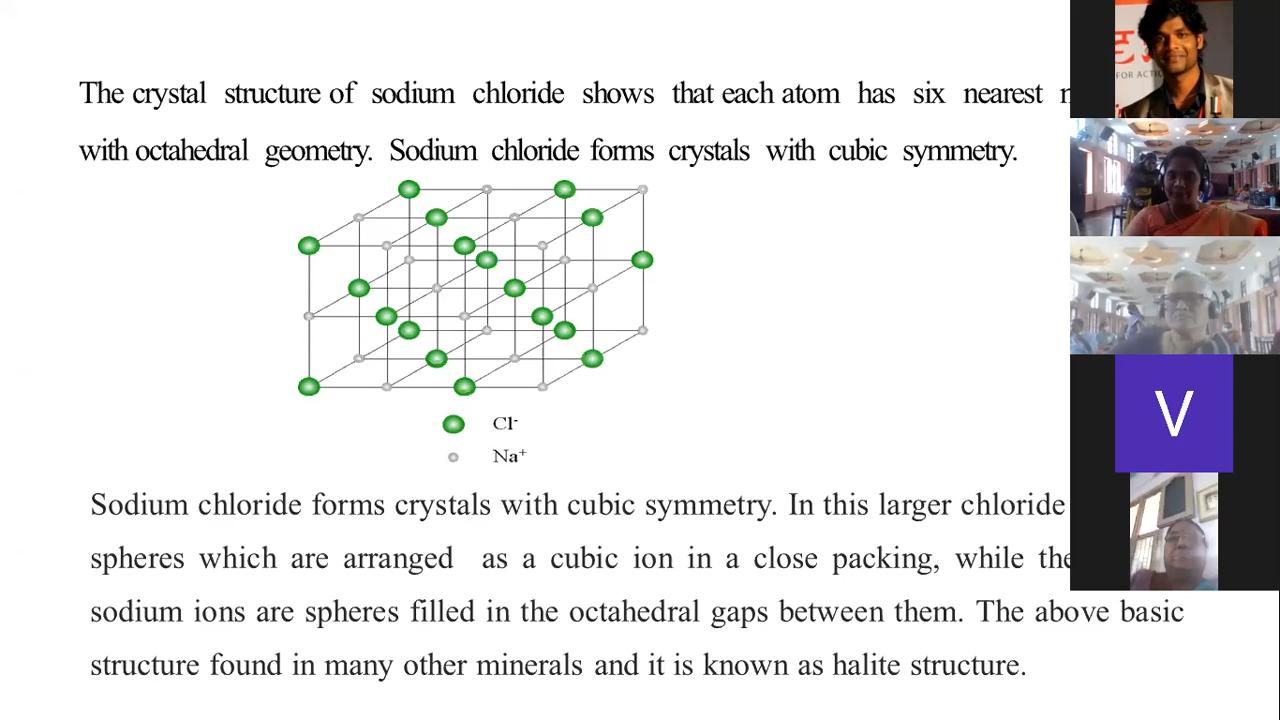 The crystal structure of sodium chloride shows that each atom has six nearest
with octahedral geometry. Sodium chloride forms crystals with cubic symmetry.
Cl-
Na+
Sodium chloride forms crystals with cubic symmetry. In this larger chloride
spheres which are arranged as a cubic ion in a close packing, while the
sodium ions are spheres filled in the octahedral gaps between them. The above basic
structure found in many other minerals and it is known as halite structure.
FOR ACTI
V